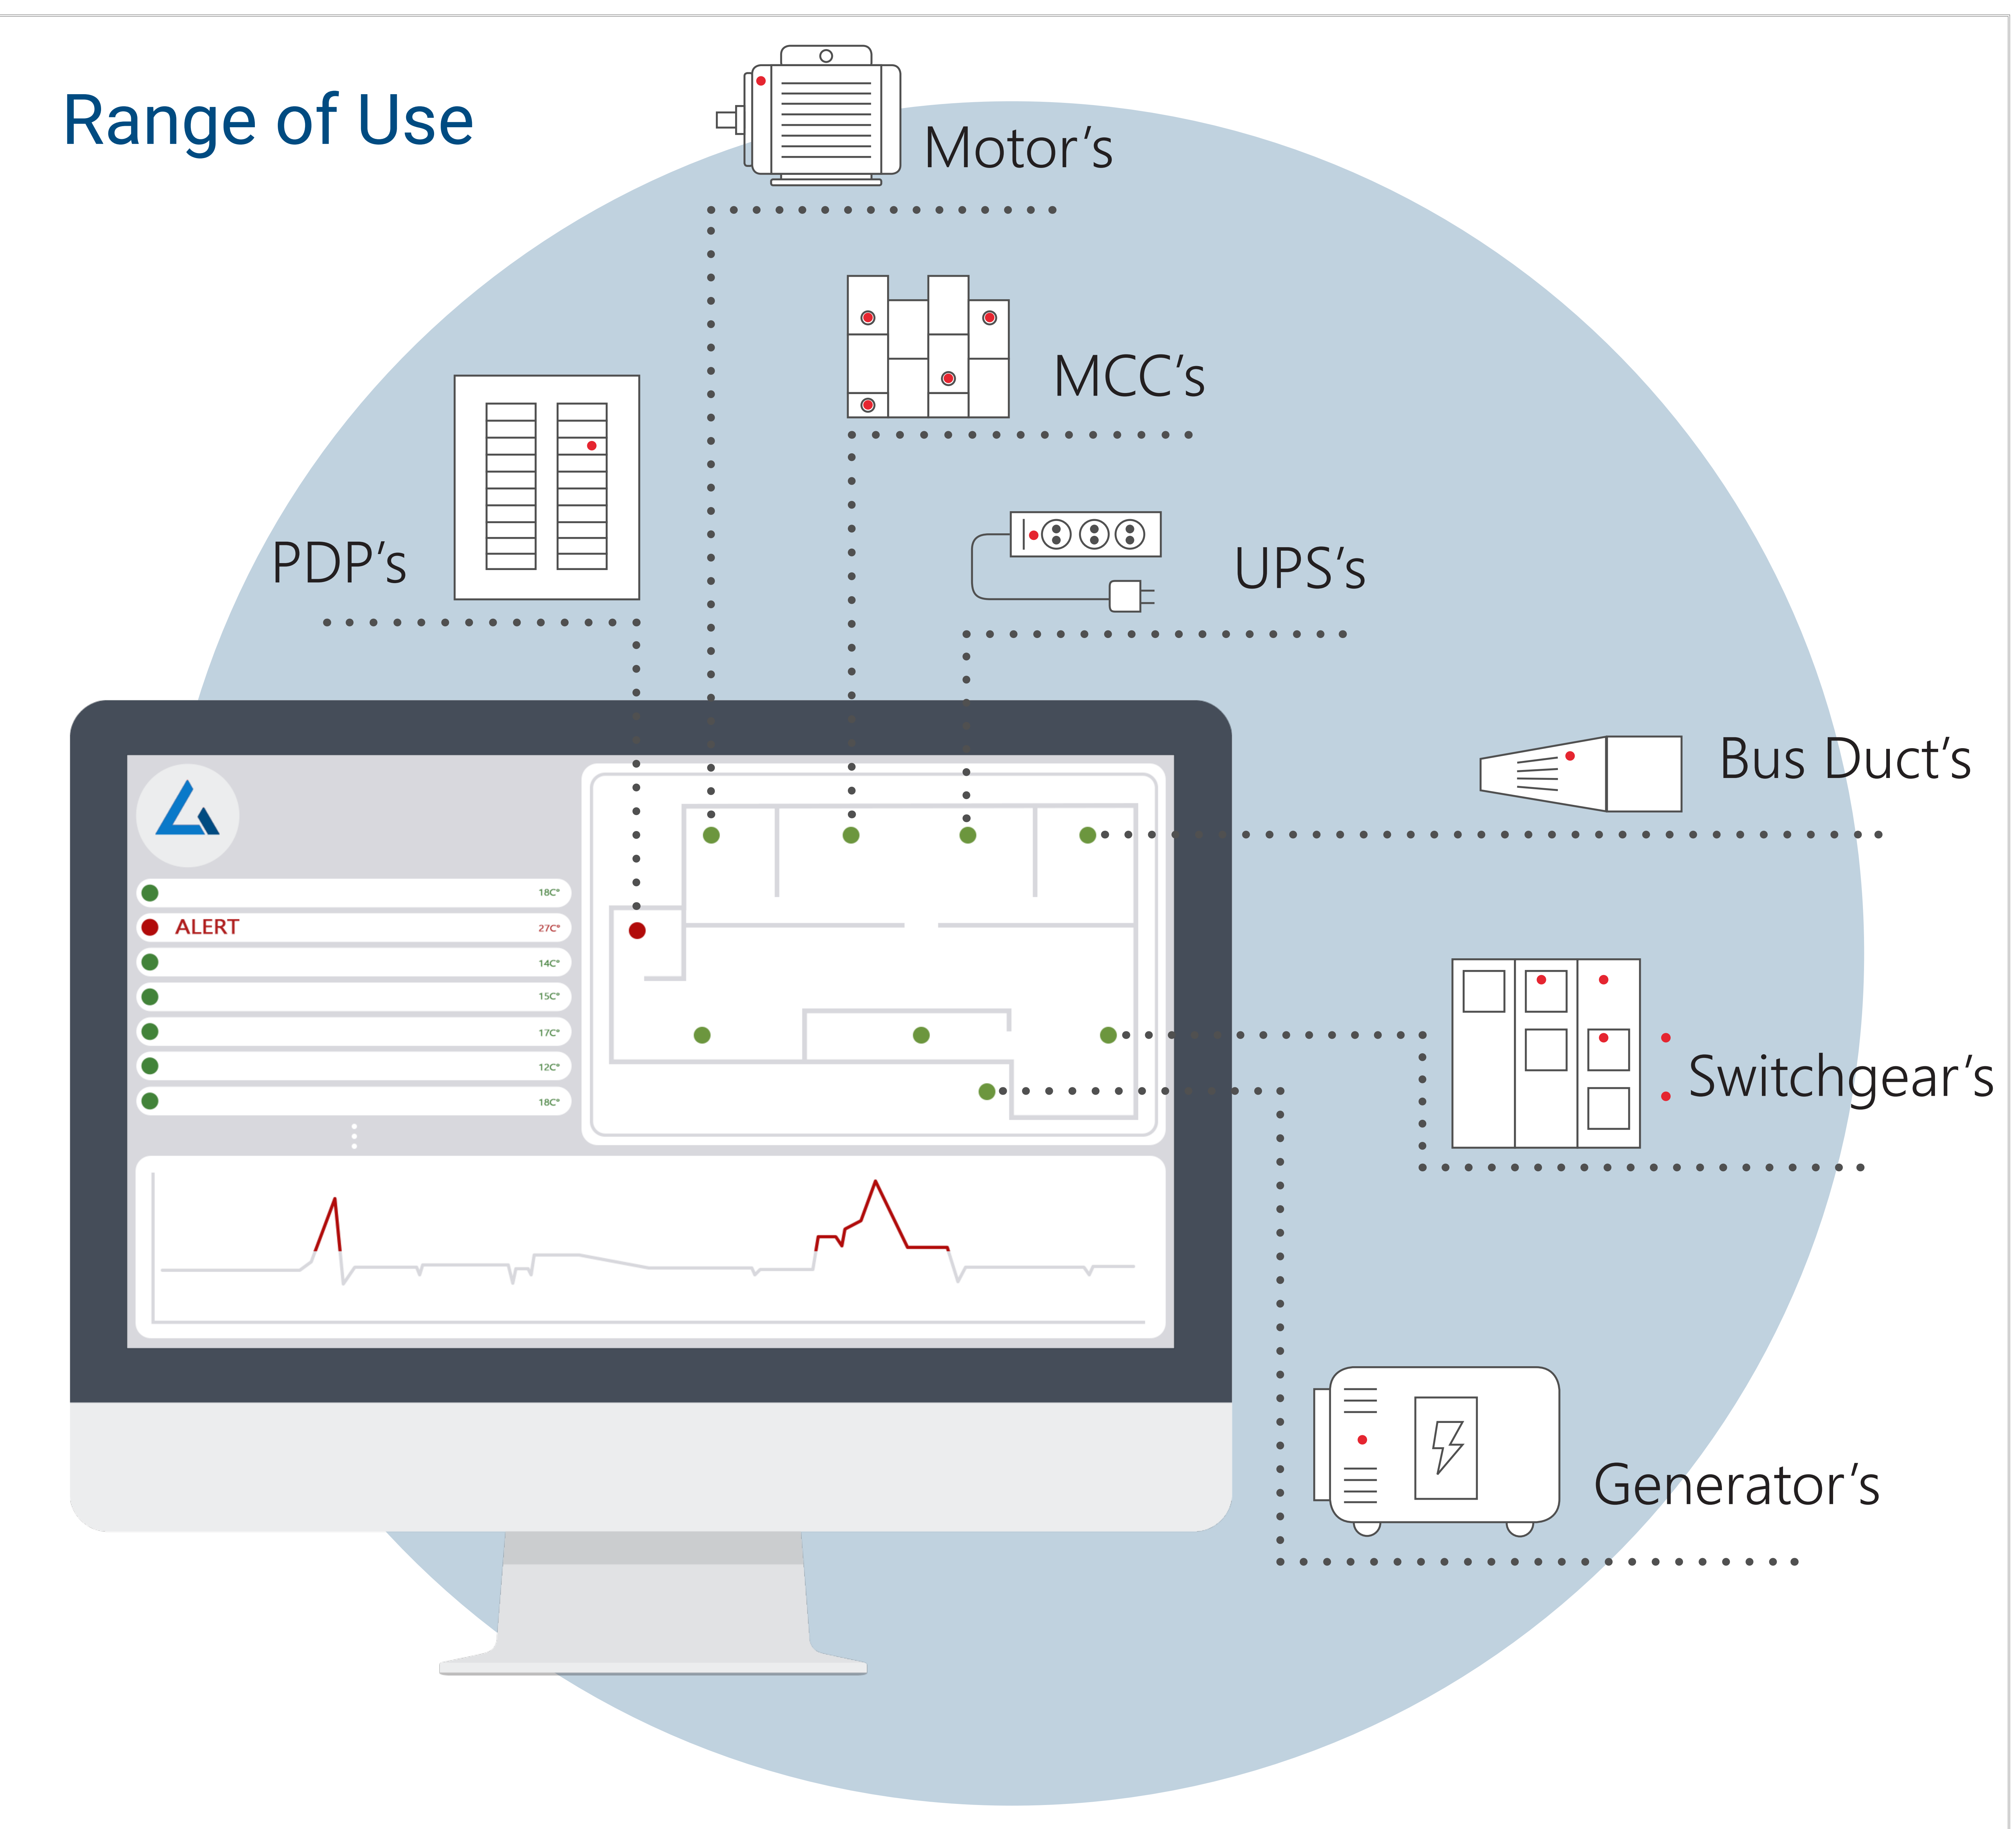 Range of Use
Motor's
MCC's
PDP's
UPS's
Bus Duct's
18C°
ALERT 27C°
14C°
15C°
17C°
12C°
18C°
Switchgear's
Generator's